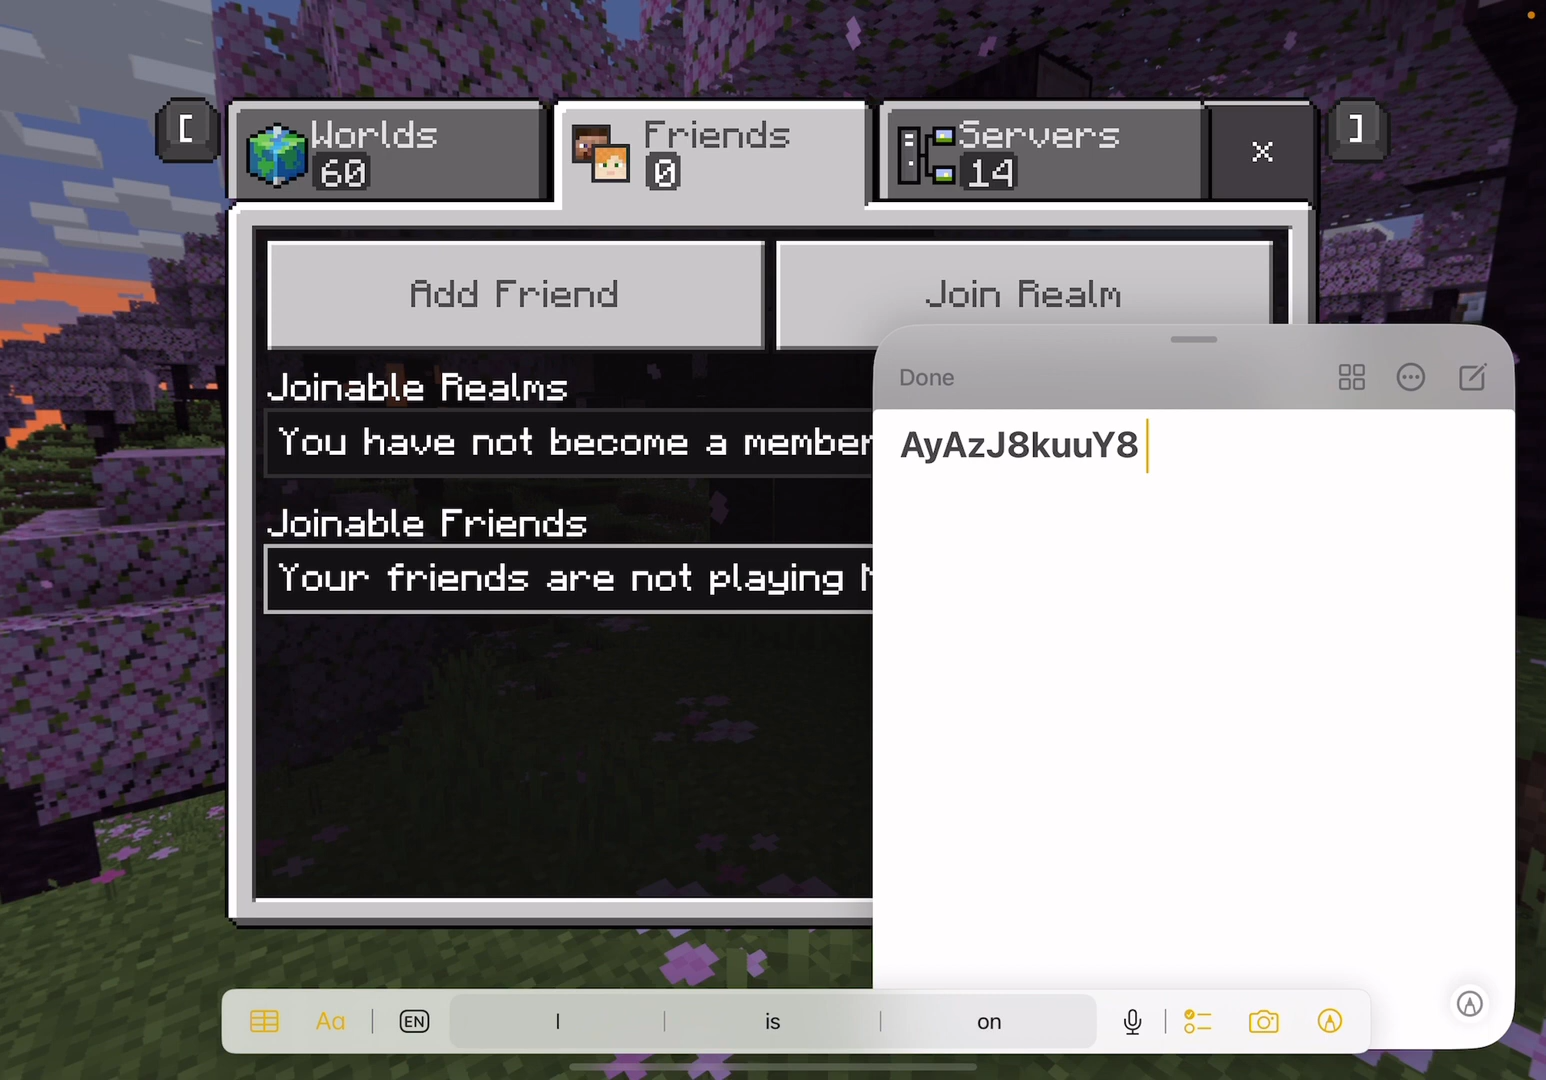 [
Worlds
60
Friends
0
Servers
14
×
]
Add Friend
Join Realm
Joinable Realms
You have not become a member
Joinable Friends
Your friends are not playing
Done
AyAzJ8kuuY8
Aa
EN
I
is
on